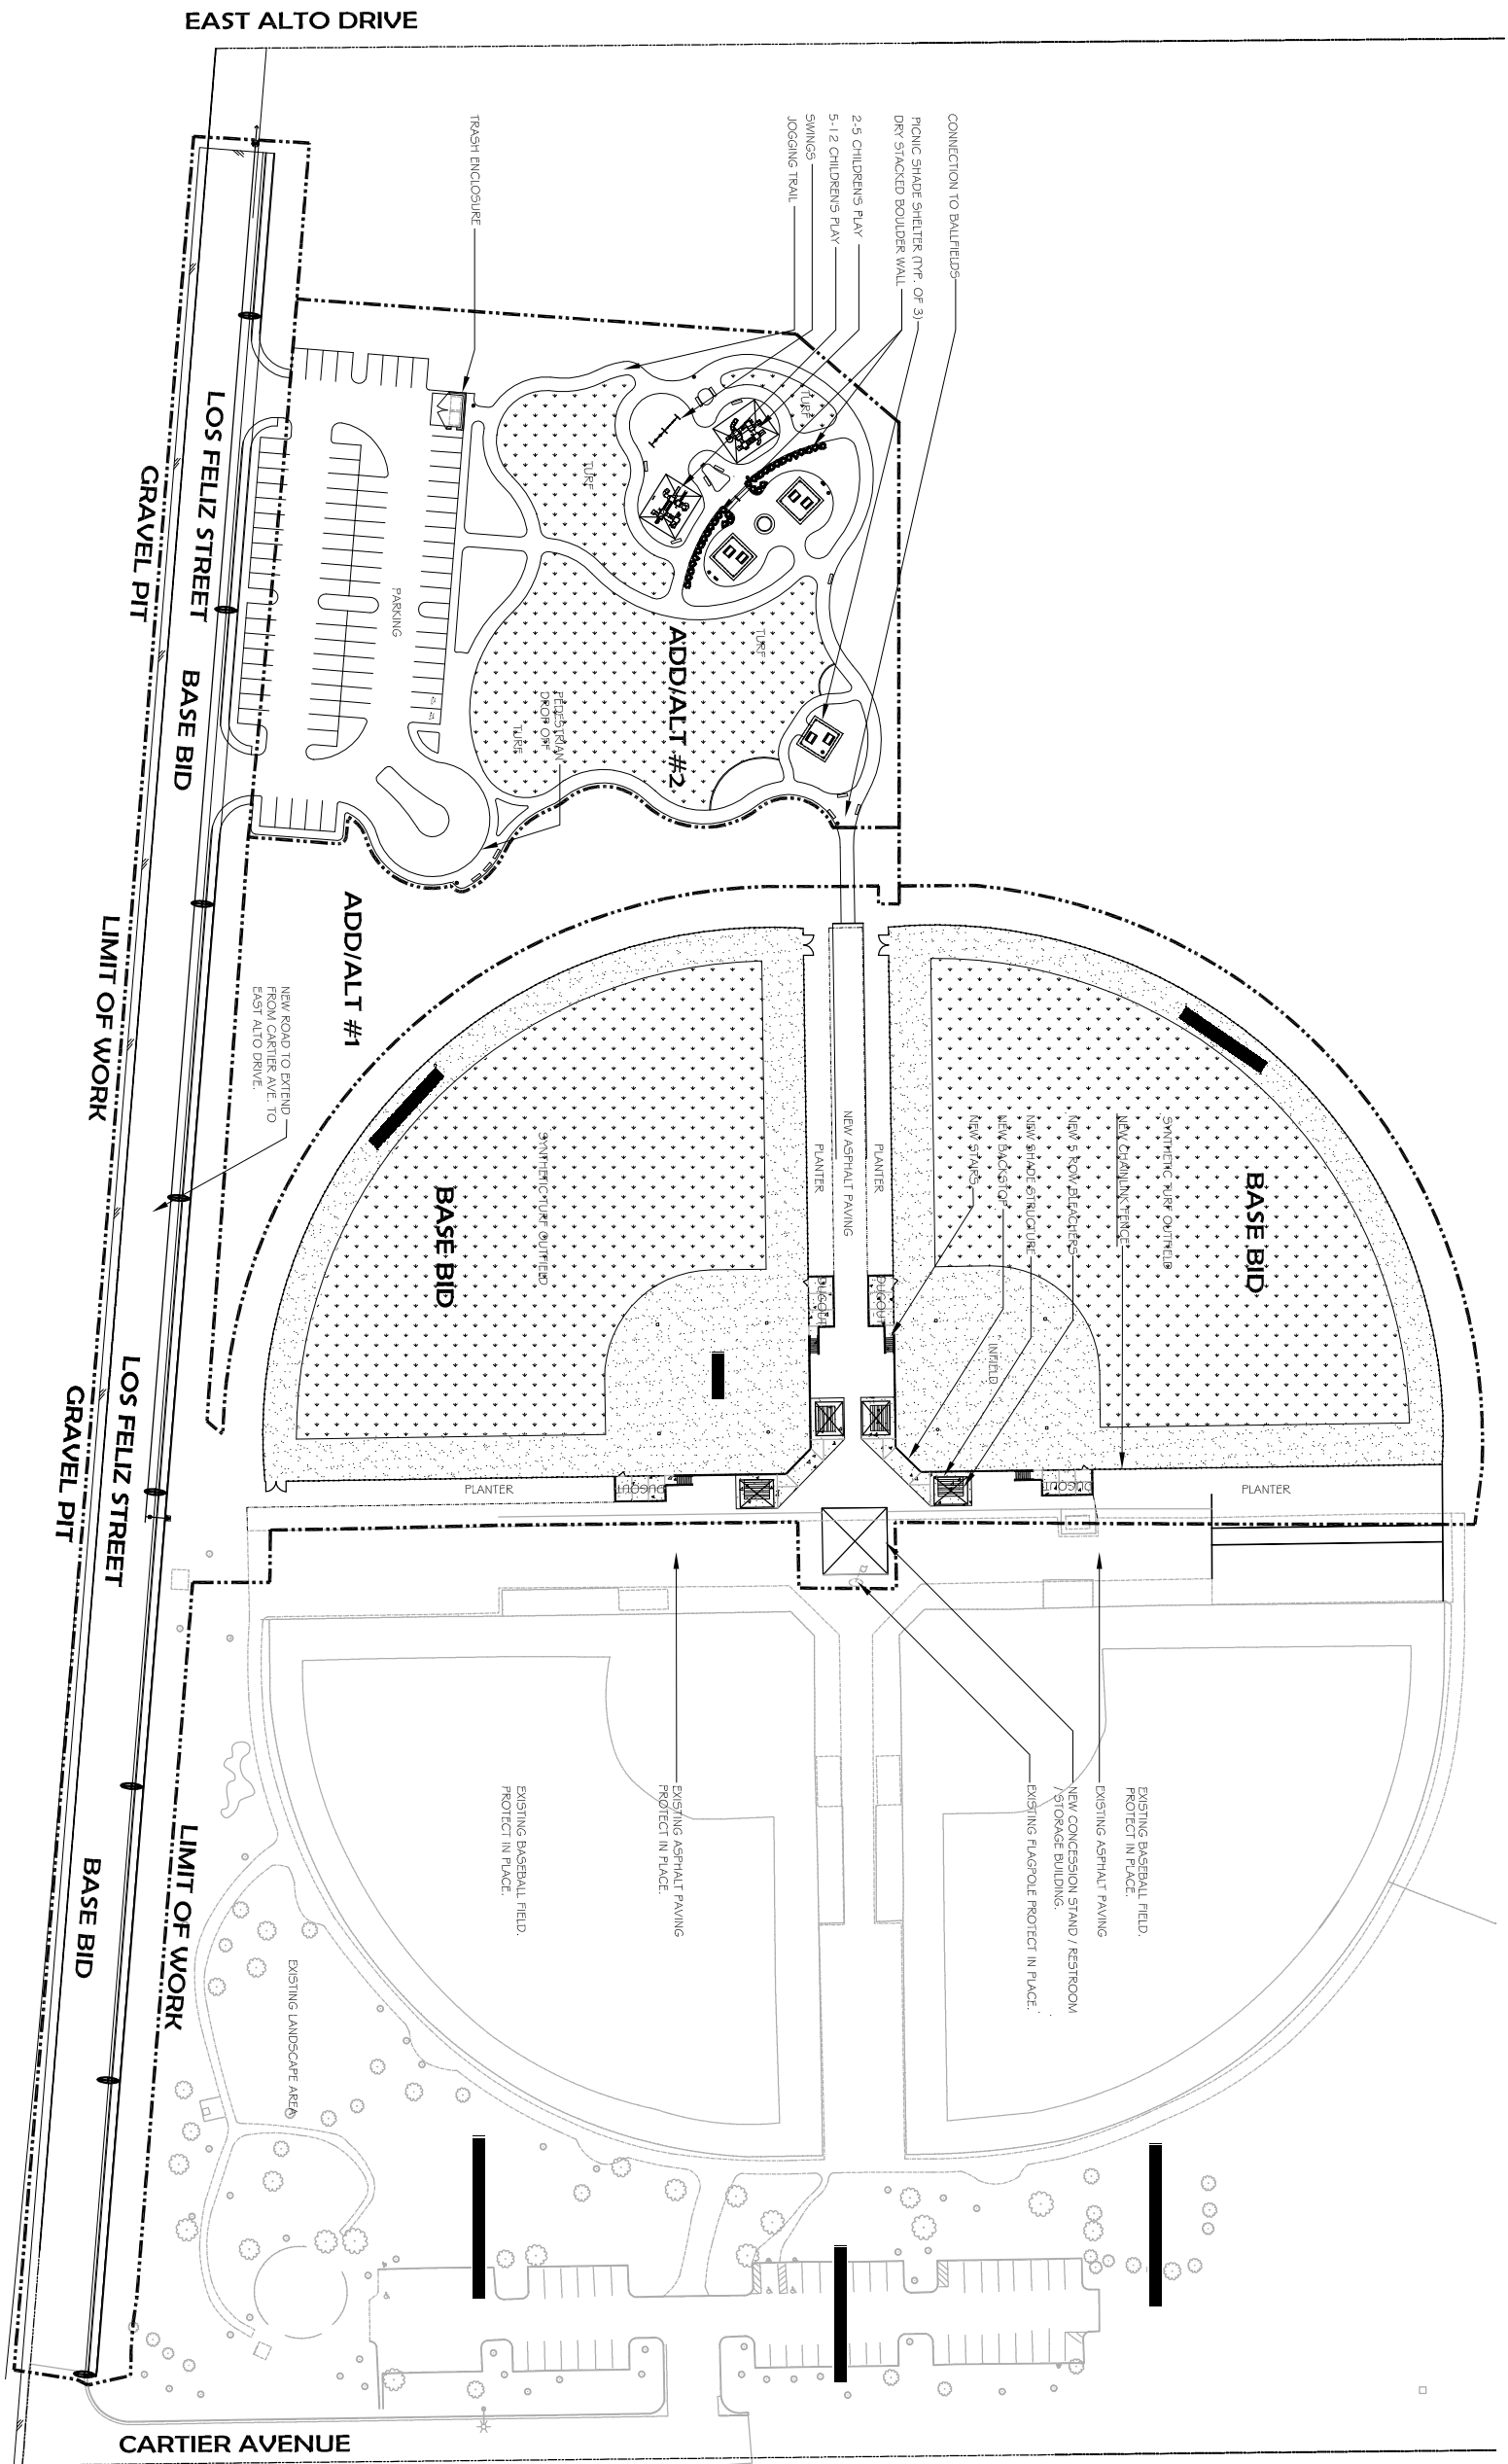 EAST ALTO DRIVE
CONNECTION TO BALLFIELDS
PICNIC SHADE SHELTER (TYP. OF 3)
DRY STACKED BOULDER WALL
2-5 CHILDREN'S PLAY
5-12 CHILDREN'S PLAY
SWINGS
JOGGING TRAIL
TRASH ENCLOSURE
TURF
TURF
TURF
TURF
PARKING
PEDESTRIAN
DROP OFF
ADD/ALT #2
LOS FELIZ STREET
GRAVEL PIT
BASE BID
LIMIT OF WORK
ADD/ALT #1
NEW ROAD TO EXTEND
FROM CARTIER AVE. TO
EAST ALTO DRIVE.
BASE BID
SYNTHETIC TURF OUTFIELD
PLANTER
NEW ASPHALT PAVING
PLANTER
DUGOUT
DUGOUT
NEW STAIRS
NEW BACKSTOP
NEW SHADE STRUCTURE
NEW 5 ROW BLEACHERS
NEW CHAINLINK FENCE
SYNTHETIC TURF OUTFIELD
BASE BID
INFIELD
PLANTER
DUGOUT
DUGOUT
PLANTER
LOS FELIZ STREET
GRAVEL PIT
EXISTING BASEBALL FIELD.
PROTECT IN PLACE.
EXISTING ASPHALT PAVING
PROTECT IN PLACE.
EXISTING FLAGPOLE PROTECT IN PLACE.
NEW CONCESSION STAND / RESTROOM
/ STORAGE BUILDING.
EXISTING ASPHALT PAVING
EXISTING BASEBALL FIELD.
PROTECT IN PLACE.
LIMIT OF WORK
BASE BID
EXISTING LANDSCAPE AREA
CARTIER AVENUE